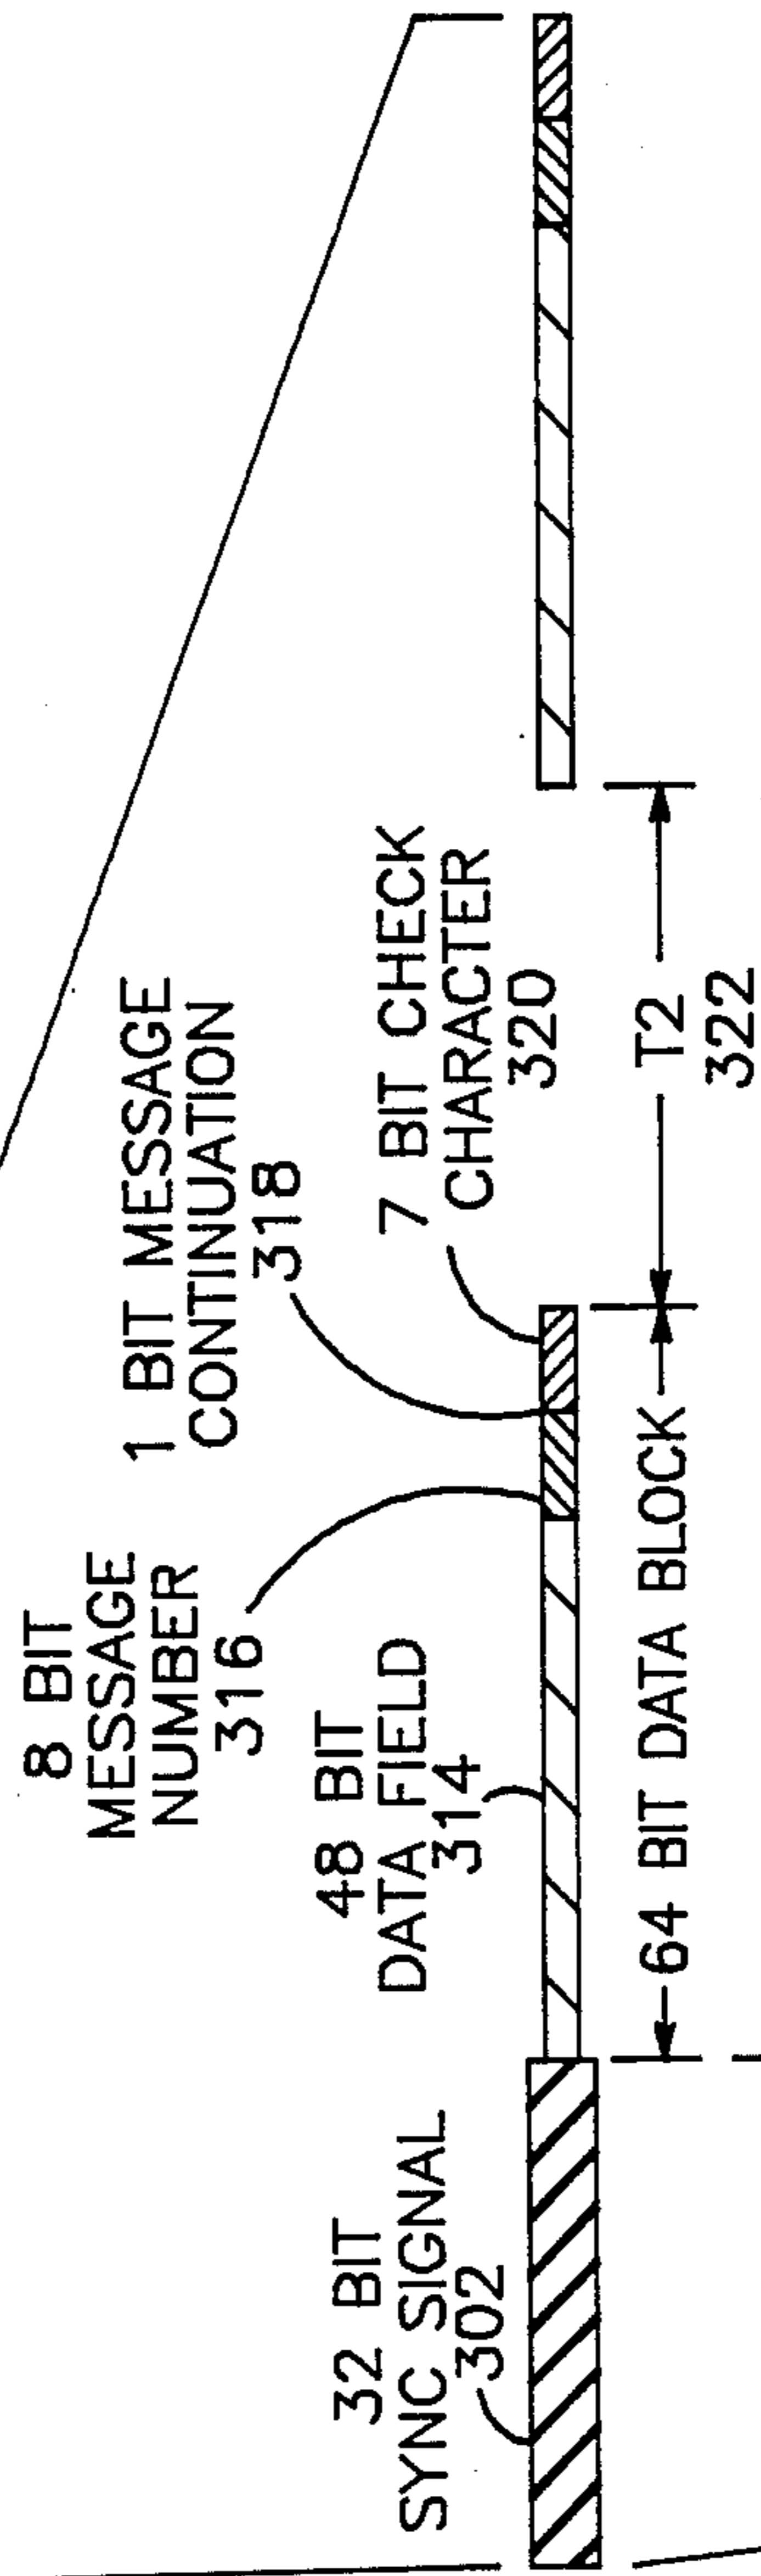 8 BIT
MESSAGE
NUMBER
316
1 BIT MESSAGE
CONTINUATION
318
32 BIT
SYNC SIGNAL
302
48 BIT
DATA FIELD
314
7 BIT CHECK
CHARACTER
320
64 BIT DATA BLOCK
T2
322